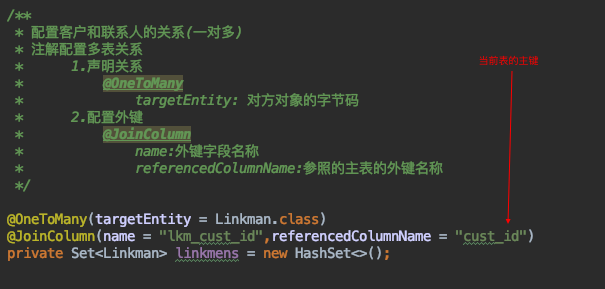 /**
 * 配置客户和联系人的关系(一对多)
 * 注解配置多表关系
 *      1.声明关系
 *          @OneToMany
 *              targetEntity: 对方对象的字节码
 *      2.配置外键
 *          @JoinColumn
 *              name:外键字段名称
 *              referencedColumnName:参照的主表的外键名称
 */
当前表的主键
@OneToMany(targetEntity = Linkman.class)
@JoinColumn(name = "lkm_cust_id",referencedColumnName = "cust_id")
private Set<Linkman> linkmens = new HashSet<>();